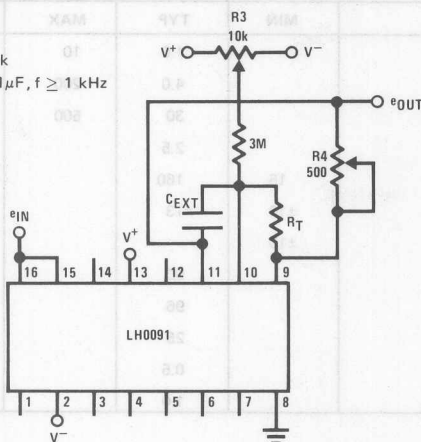 R3
10k
V+
V−
k
1μF, f ≥ 1 kHz
eOUT
3M
R4
500
CEXT
RT
eIN
V+
16 15 14 13 12 11 10 9
LH0091
1 2 3 4 5 6 7 8
V−